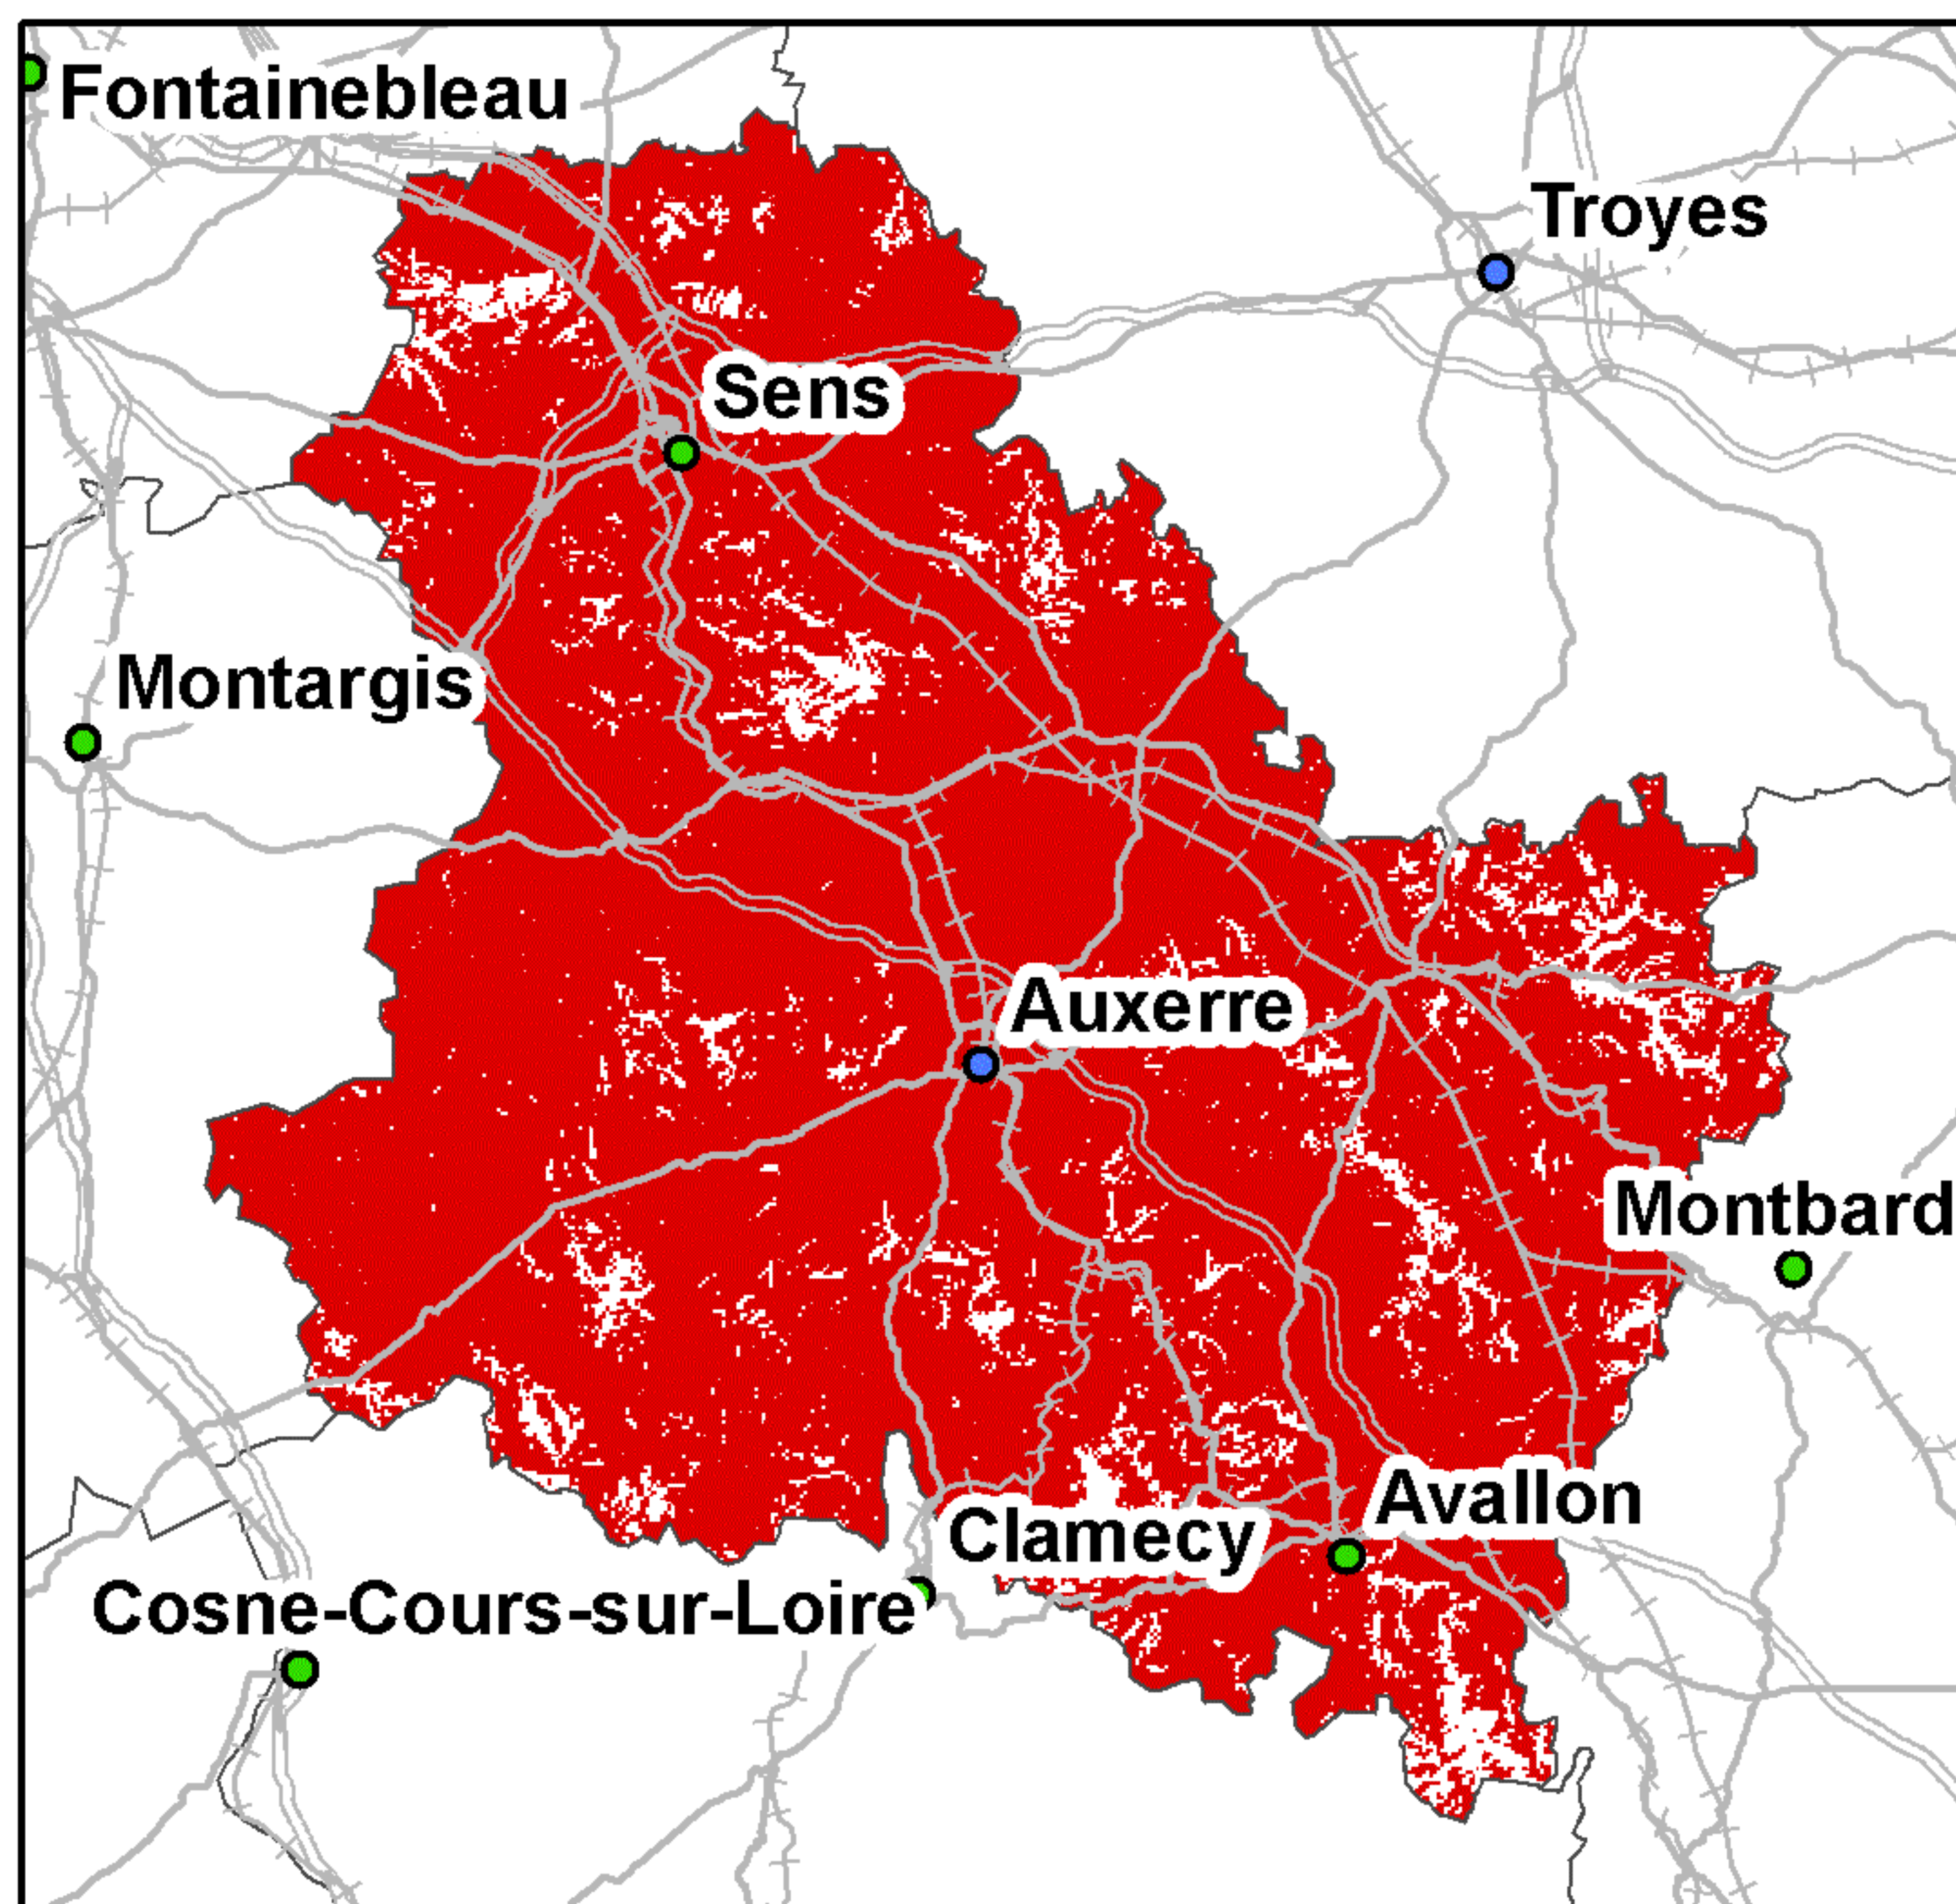 Fontainebleau
Troyes
Sens
Montargis
Auxerre
Montbard
Avallon
Clamecy
Cosne-Cours-sur-Loire